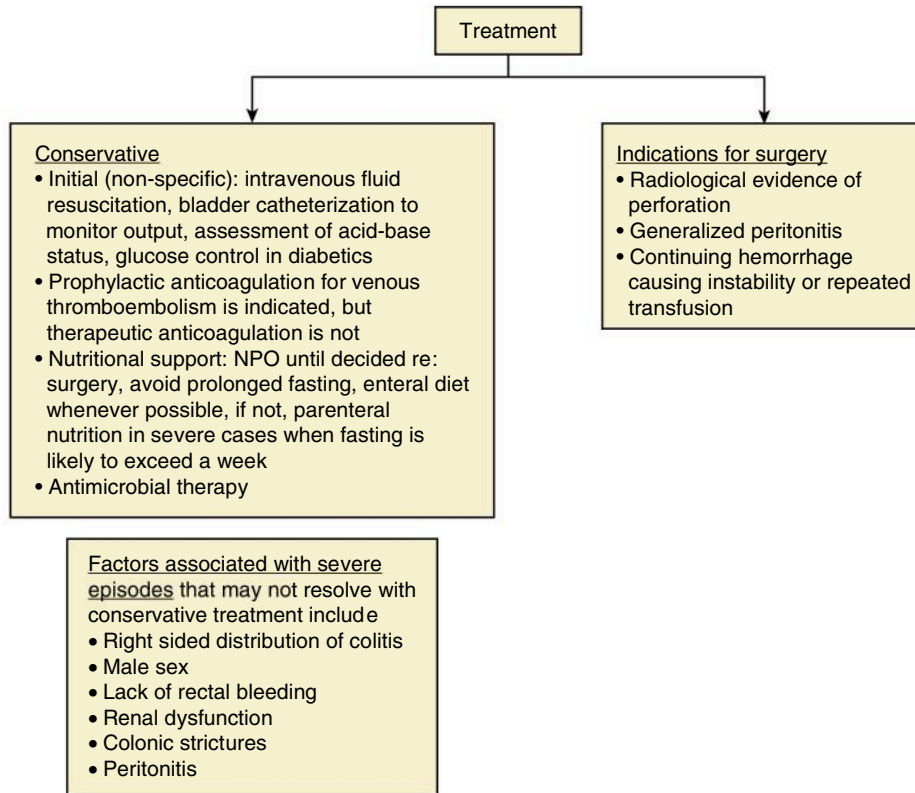 Treatment
Conservative
• Initial (non-specific): intravenous fluid
resuscitation, bladder catheterization to
monitor output, assessment of acid-base
status, glucose control in diabetics
• Prophylactic anticoagulation for venous
thromboembolism is indicated, but
therapeutic anticoagulation is not
• Nutritional support: NPO until decided re:
surgery, avoid prolonged fasting, enteral diet
whenever possible, if not, parenteral
nutrition in severe cases when fasting is
likely to exceed a week
• Antimicrobial therapy
Indications for surgery
• Radiological evidence of
perforation
• Generalized peritonitis
• Continuing hemorrhage
causing instability or repeated
transfusion
Factors associated with severe
episodes that may not resolve with
conservative treatment include
• Right sided distribution of colitis
• Male sex
• Lack of rectal bleeding
• Renal dysfunction
• Colonic strictures
• Peritonitis